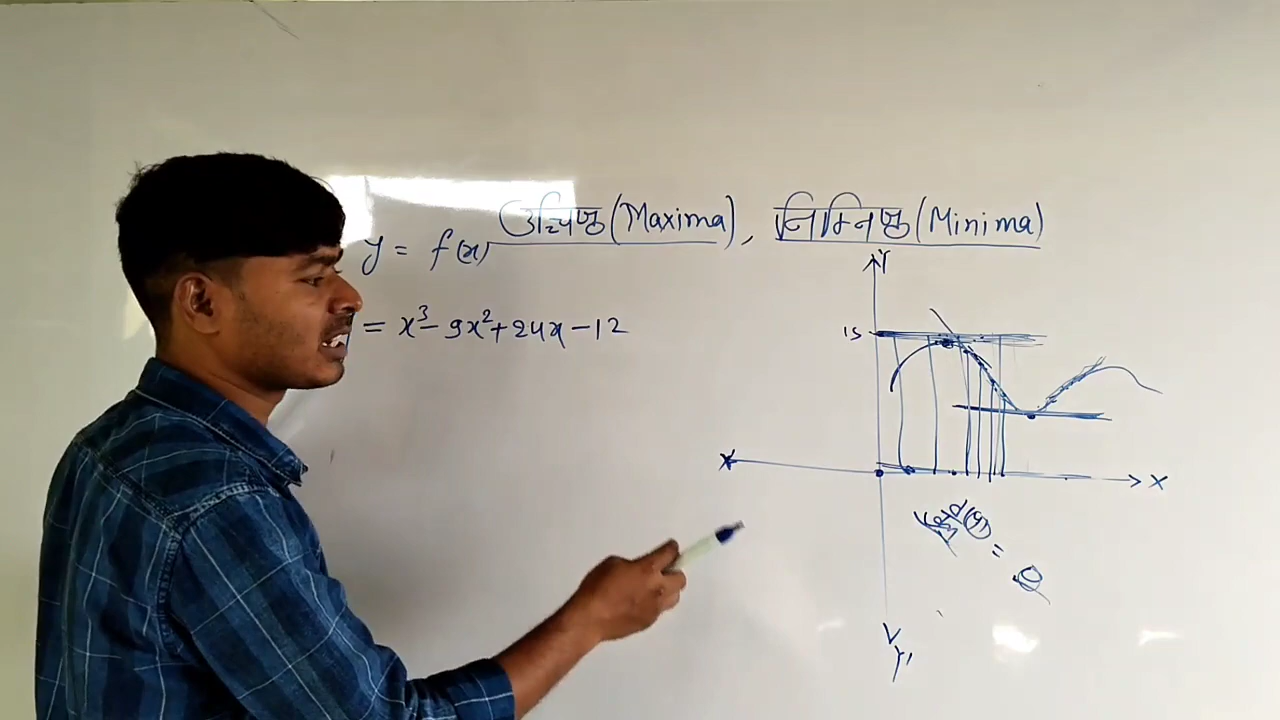 उच्चिष्ठ (Maxima), निम्निष्ठ (Minima)
y = f(x)
= x³ - 9x² + 24x - 12
Y
15
X
X
Y'